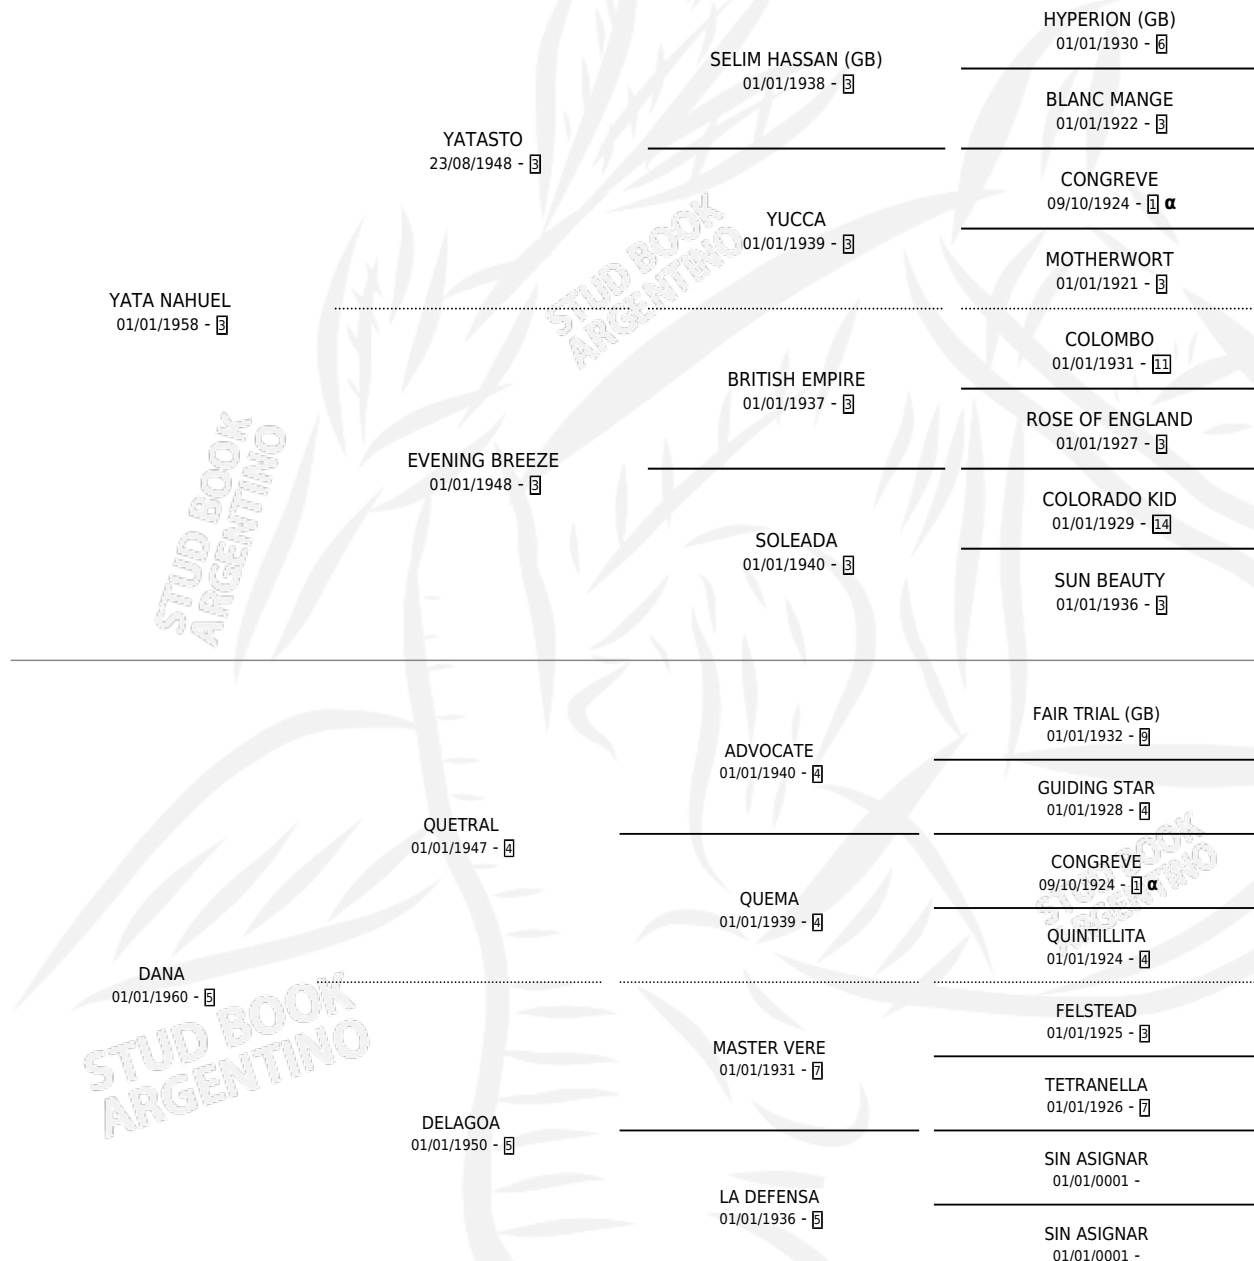 HYPERION (GB)
01/01/1930 - 6
SELIM HASSAN (GB)
01/01/1938 - 3
BLANC MANGE
01/01/1922 - 3
YATASTO
23/08/1948 - 3
CONGREVE
09/10/1924 - 1 α
YUCCA
01/01/1939 - 3
MOTHERWORT
01/01/1921 - 3
YATA NAHUEL
01/01/1958 - 3
COLOMBO
01/01/1931 - 11
BRITISH EMPIRE
01/01/1937 - 3
ROSE OF ENGLAND
01/01/1927 - 3
EVENING BREEZE
01/01/1948 - 3
COLORADO KID
01/01/1929 - 14
SOLEADA
01/01/1940 - 3
SUN BEAUTY
01/01/1936 - 3
FAIR TRIAL (GB)
01/01/1932 - 9
ADVOCATE
01/01/1940 - 4
GUIDING STAR
01/01/1928 - 4
QUETRAL
01/01/1947 - 4
CONGREVE
09/10/1924 - 1 α
QUEMA
01/01/1939 - 4
QUINTILLITA
01/01/1924 - 4
DANA
01/01/1960 - 5
FELSTEAD
01/01/1925 - 3
MASTER VERE
01/01/1931 - 7
TETRANELLA
01/01/1926 - 7
DELAGOA
01/01/1950 - 5
SIN ASIGNAR
01/01/0001 -
LA DEFENSA
01/01/1936 - 5
SIN ASIGNAR
01/01/0001 -
STUD BOOK
ARGENTINO
STUD BOOK
ARGENTINO
STUD BOOK
ARGENTINO
STUD BOOK
ARGENTINO